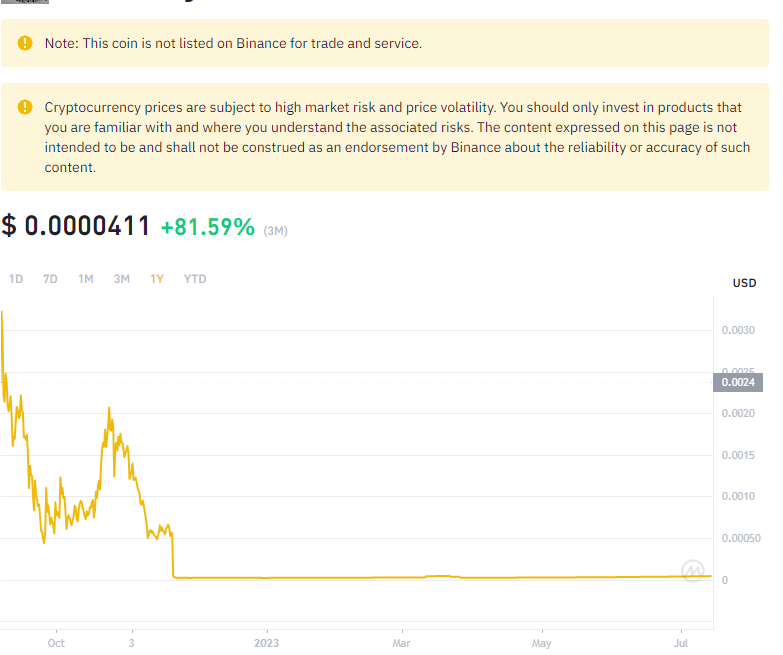 Note: This coin is not listed on Binance for trade and service.
Cryptocurrency prices are subject to high market risk and price volatility. You should only invest in products that
you are familiar with and where you understand the associated risks. The content expressed on this page is not
intended to be and shall not be construed as an endorsement by Binance about the reliability or accuracy of such
content.
$ 0.0000411 +81.59% (3M)
1D 7D 1M 3M 1Y YTD
USD
0.0030
0.0025
0.0024
0.0020
0.0015
0.0010
0.00050
0
Oct 3 2023 Mar May Jul